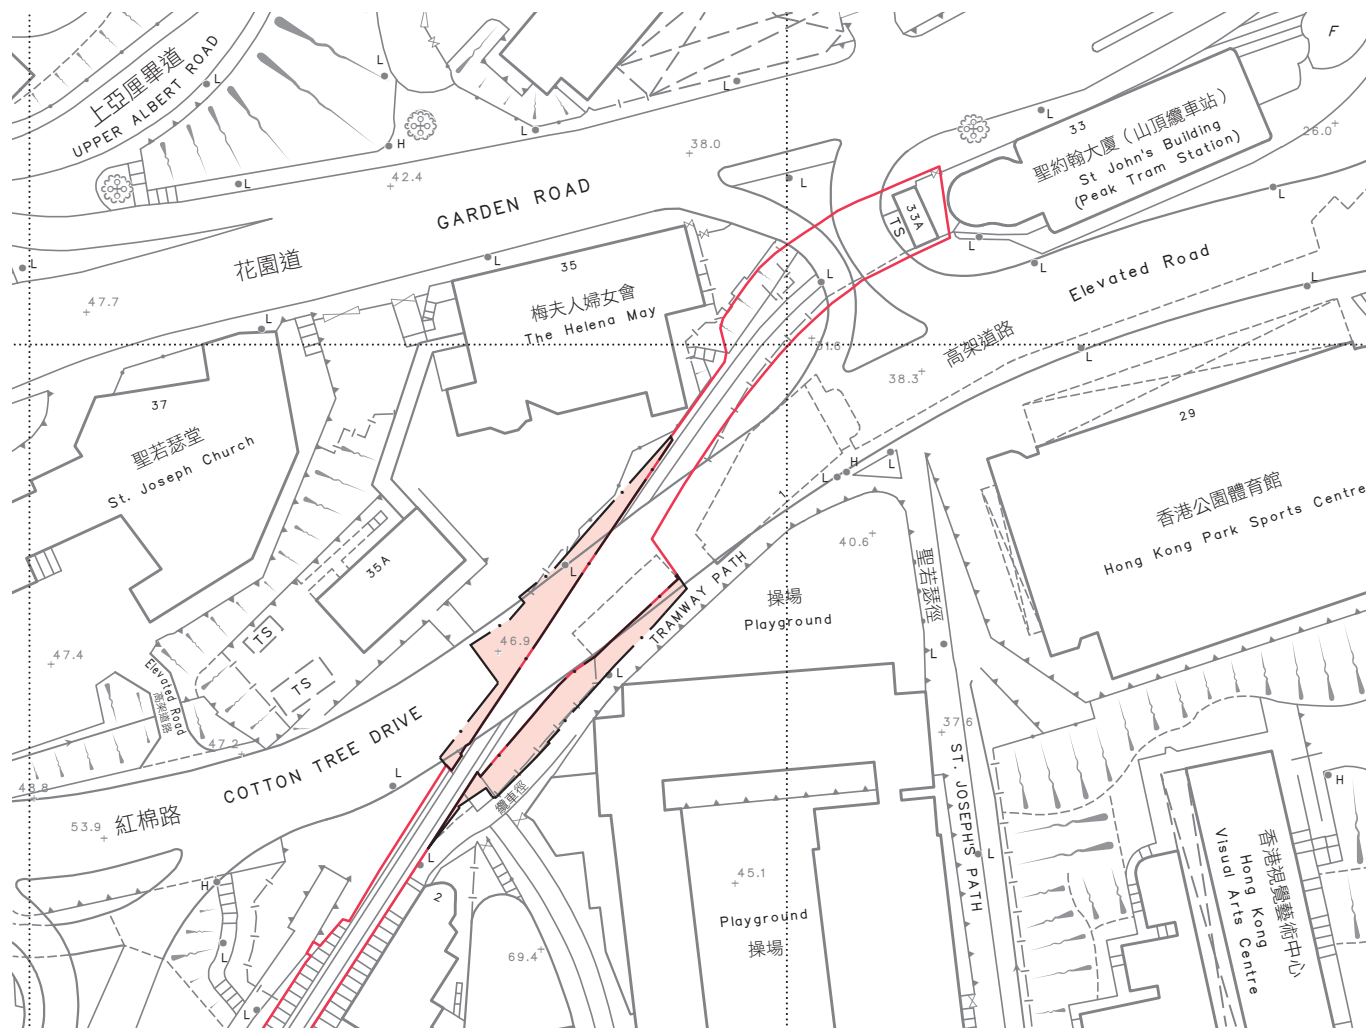 上亞厘畢道
UPPER ALBERT ROAD
L
L
H
L
L
L
L
F
38.0
42.4
26.0
33
聖約翰大廈（山頂纜車站）
St John's Building
(Peak Tram Station)
33A
TS
GARDEN ROAD
花園道
L
L
L
L
L
L
L
L
Elevated Road
高架道路
35
梅夫人婦女會
The Helena May
47.7
L
38.3
L
37
聖若瑟堂
St. Joseph Church
29
香港公園體育館
Hong Kong Park Sports Centre
H
L
L
1
40.6
35A
L
TRAMWAY PATH
操場
Playground
聖若瑟徑
ST. JOSEPH'S PATH
L
TS
TS
46.9
47.4
Elevated Road
高架道路
47.2
L
37.6
COTTON TREE DRIVE
紅棉路
L
48.8
53.9
纜車徑
L
H
2
45.1
Playground
操場
L
H
香港視覺藝術中心
Hong Kong
Visual Arts Centre
69.4
L
L